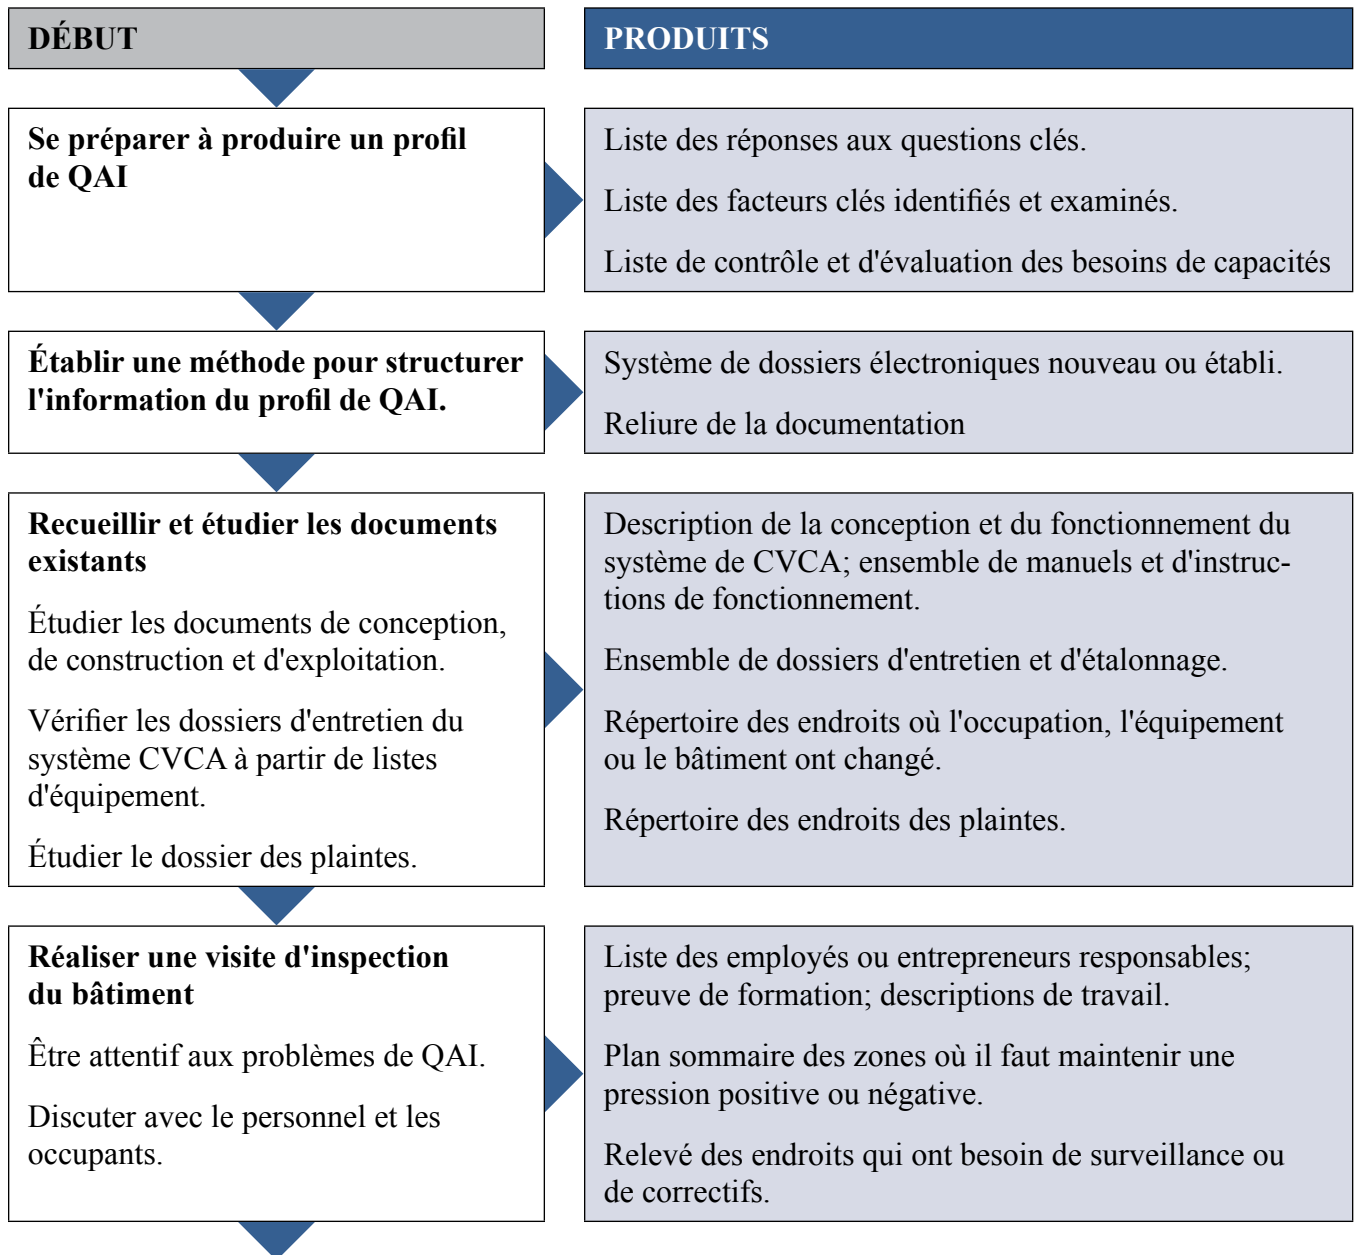 DÉBUT
PRODUITS
Se préparer à produire un profil
de QAI
Liste des réponses aux questions clés.
Liste des facteurs clés identifiés et examinés.
Liste de contrôle et d'évaluation des besoins de capacités
Établir une méthode pour structurer
l'information du profil de QAI.
Système de dossiers électroniques nouveau ou établi.
Reliure de la documentation
Recueillir et étudier les documents
existants
Étudier les documents de conception,
de construction et d'exploitation.
Vérifier les dossiers d'entretien du
système CVCA à partir de listes
d'équipement.
Étudier le dossier des plaintes.
Description de la conception et du fonctionnement du
système de CVCA; ensemble de manuels et d'instruc-
tions de fonctionnement.
Ensemble de dossiers d'entretien et d'étalonnage.
Répertoire des endroits où l'occupation, l'équipement
ou le bâtiment ont changé.
Répertoire des endroits des plaintes.
Réaliser une visite d'inspection
du bâtiment
Être attentif aux problèmes de QAI.
Discuter avec le personnel et les
occupants.
Liste des employés ou entrepreneurs responsables;
preuve de formation; descriptions de travail.
Plan sommaire des zones où il faut maintenir une
pression positive ou négative.
Relevé des endroits qui ont besoin de surveillance ou
de correctifs.